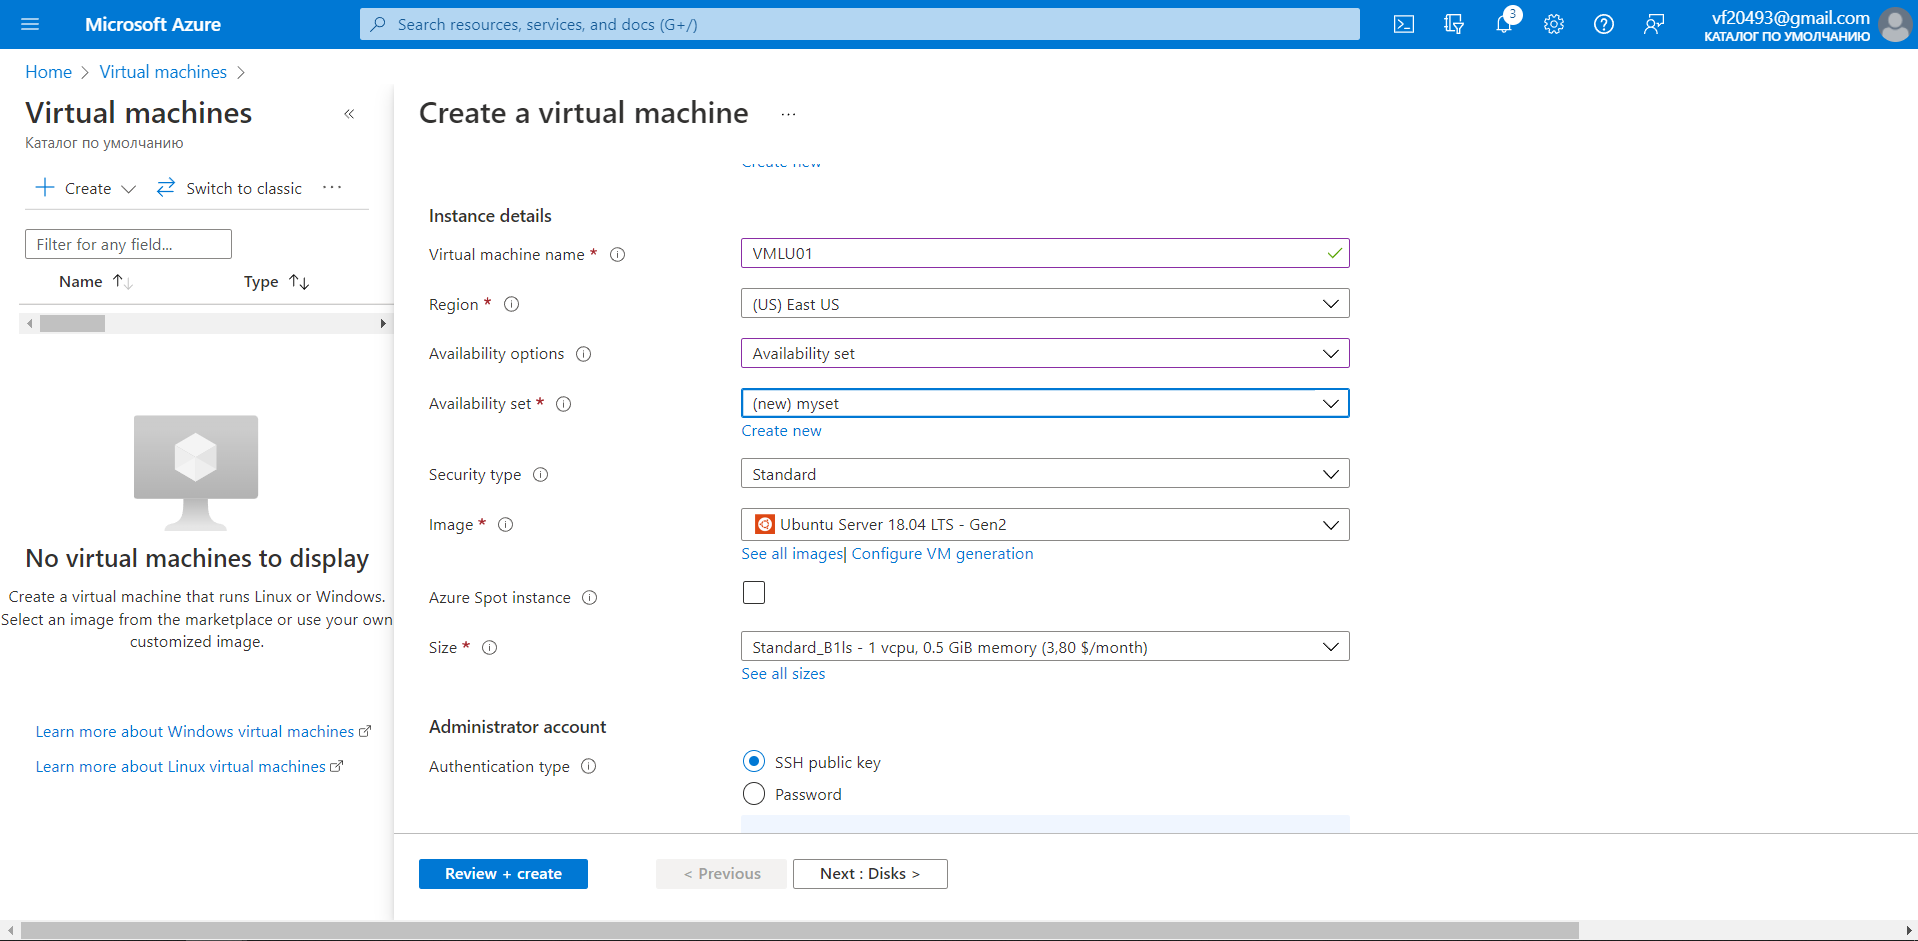 Microsoft Azure
Search resources, services, and docs (G+/)
3
vf20493@gmail.com
КАТАЛОГ ПО УМОЛЧАНИЮ
Home
Virtual machines
Virtual machines
«
Каталог по умолчанию
Create
Switch to classic
...
Filter for any field...
Name
Type
No virtual machines to display
Create a virtual machine that runs Linux or Windows.
Select an image from the marketplace or use your own
customized image.
Learn more about Windows virtual machines
Learn more about Linux virtual machines
Create a virtual machine
...
Create new
Instance details
Virtual machine name *
VMLU01
Region *
(US) East US
Availability options
Availability set
Availability set *
(new) myset
Create new
Security type
Standard
Image *
Ubuntu Server 18.04 LTS - Gen2
See all images| Configure VM generation
Azure Spot instance
Size *
Standard_B1ls - 1 vcpu, 0.5 GiB memory (3,80 $/month)
See all sizes
Administrator account
Authentication type
SSH public key
Password
Review + create
< Previous
Next : Disks >